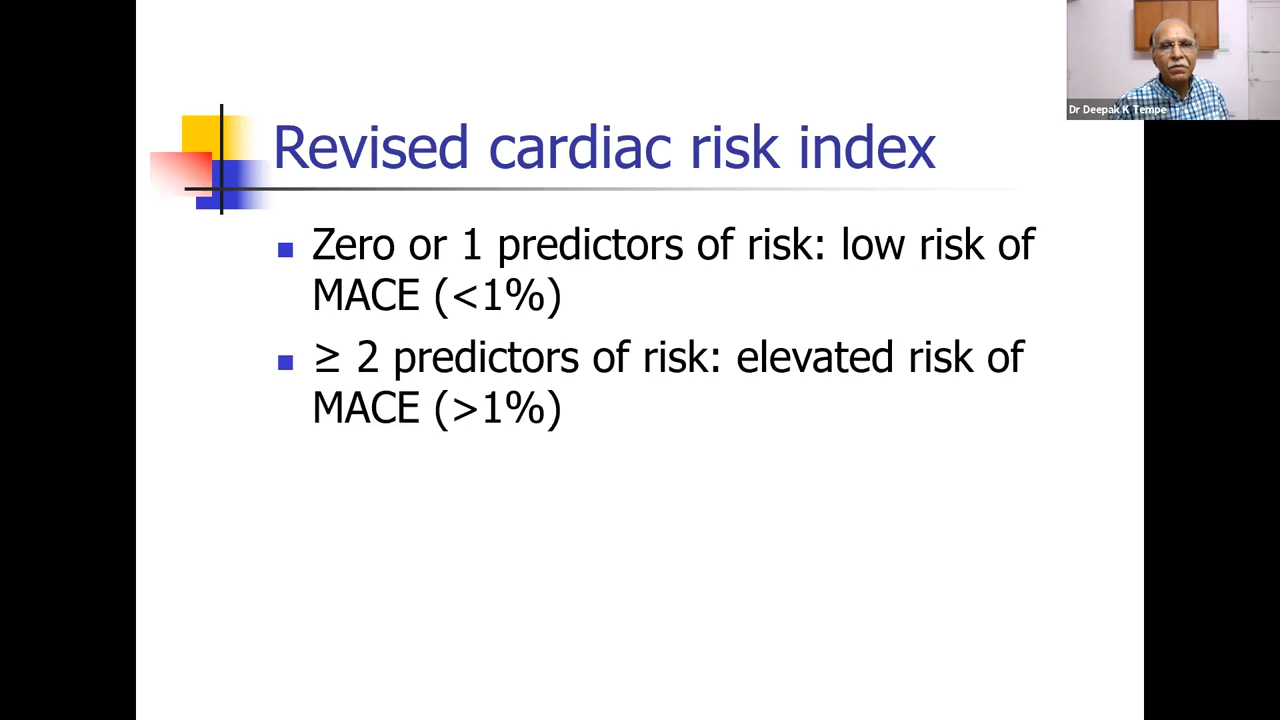 Dr Deepak K Tempe
Revised cardiac risk index
Zero or 1 predictors of risk: low risk of
MACE (<1%)
≥ 2 predictors of risk: elevated risk of
MACE (>1%)